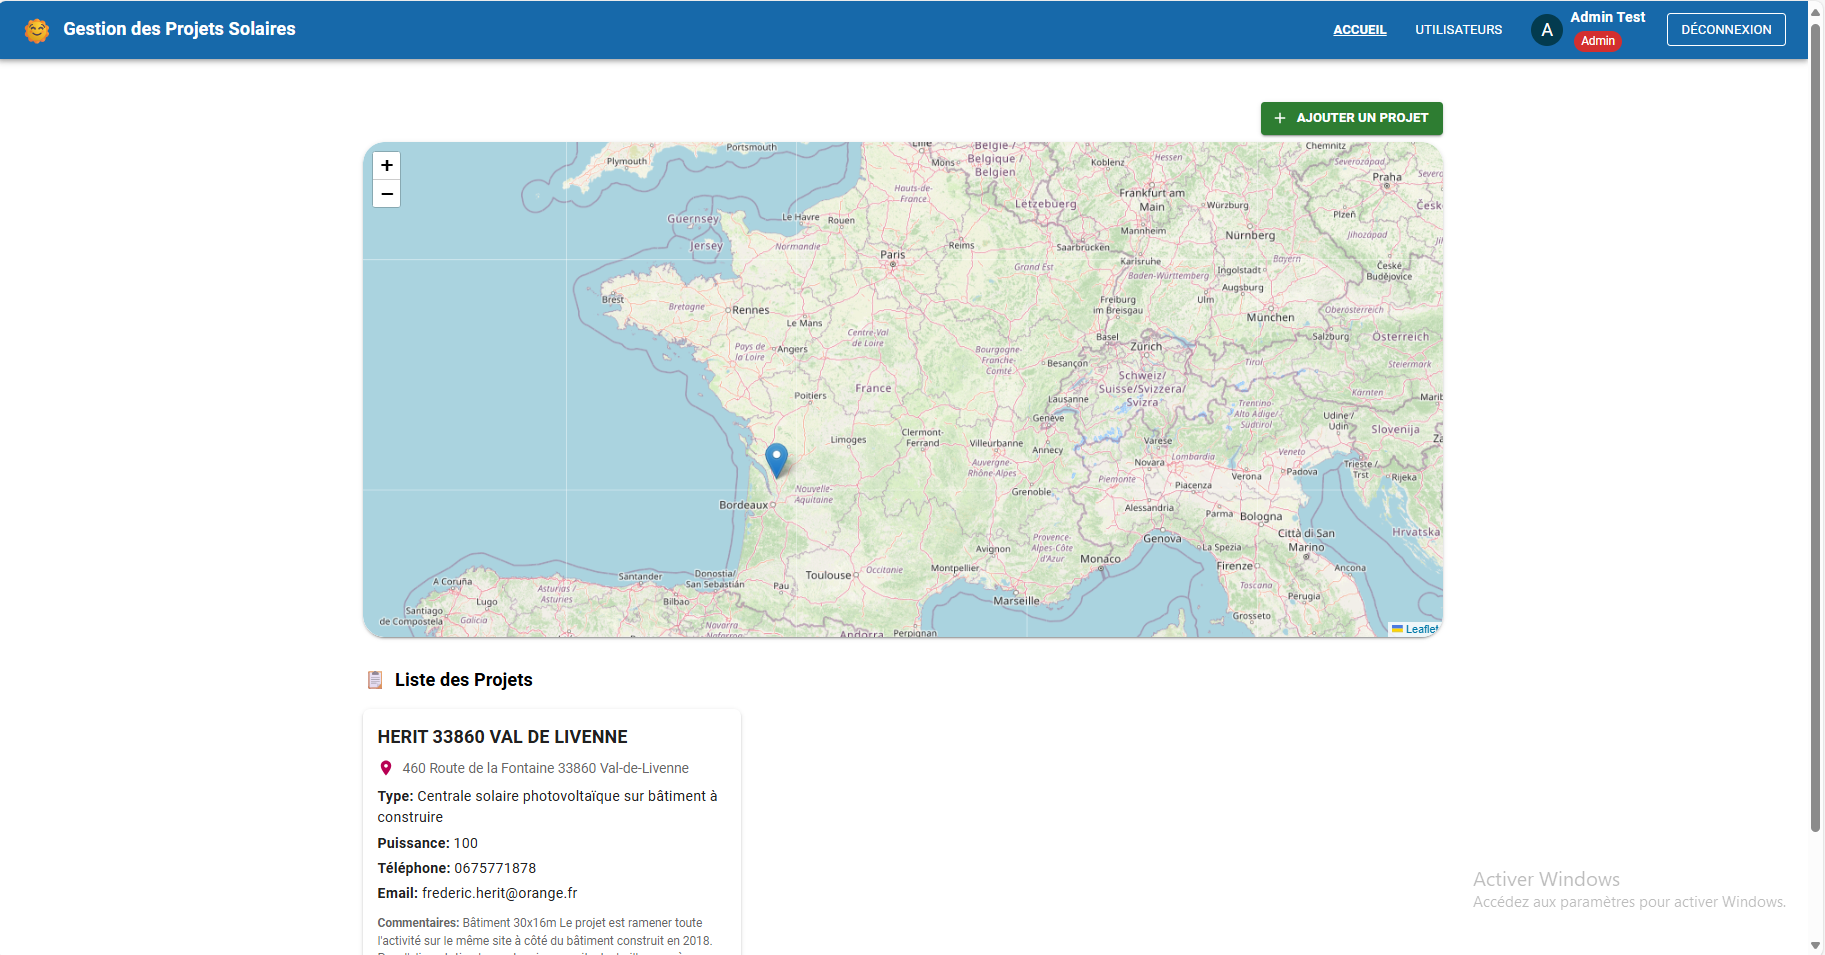 Gestion des Projets Solaires
ACCUEIL
UTILISATEURS
A
Admin Test
Admin
DÉCONNEXION
+ AJOUTER UN PROJET
+
−
Plymouth
Portsmouth
Lille
Mons
België /
Belgique /
Belgien
Koblenz
Hessen
Chemnitz
Severozápad
Praha
Severo
Hauts-de-
France
Letzebuerg
Frankfurt am
Main
Würzburg
Plzeň
Česk
Guernsey
Le Havre
Rouen
Mannheim
Nürnberg
Jihozápad
Jersey
Normandie
Paris
Reims
Saarbrücken
Karlsruhe
Grand Est
Baden-Württemberg
Ingolstadt
Bayern
České
Budějovice
Augsburg
Brest
Bretagne
Rennes
Le Mans
Freiburg
im Breisgau
Ulm
München
Oberösterreich
Centre-Val
de Loire
Basel
Zürich
Salzburg
Österreich
Pays de
la Loire
Angers
Bourgogne-
Franche-
Comté
Besançon
Tirol
Steiermark
France
Schweiz/
Suisse/Svizzera/
Svizra
Poitiers
Lausanne
Kärnten
Marib
Genève
Trentino-
Alto Adige/
Südtirol
Udine/
Udin
Slovenija
Za
Limoges
Clermont-
Ferrand
Villeurbanne
Annecy
Varese
Lombardia
Veneto
Auvergne-
Rhône-Alpes
Novara
Padova
Trieste /
Trst
Rijeka
Nouvelle-
Aquitaine
Grenoble
Piemonte
Piacenza
Verona
Bordeaux
Alessandria
Parma
Bologna
Città di San
Marino
Hrvatska
Provence-
Alpes-Côte
d'Azur
Genova
La Spezia
Avignon
Monaco
Firenze
Ancona
A Coruña
Santander
Donostia/
San Sebastián
Toulouse
Occitanie
Montpellier
Toscana
Asturias /
Asturies
Lugo
Bilbao
Pau
Marseille
Perugia
Santiago
de Compostela
Galicia
Navarra
Andorra
Perpignan
Grosseto
Leaflet
Liste des Projets
HERIT 33860 VAL DE LIVENNE
460 Route de la Fontaine 33860 Val-de-Livenne
Type: Centrale solaire photovoltaïque sur bâtiment à
construire
Puissance: 100
Téléphone: 0675771878
Email: frederic.herit@orange.fr
Commentaires: Bâtiment 30x16m Le projet est ramener toute
l'activité sur le même site à côté du bâtiment construit en 2018.
Activer Windows
Accédez aux paramètres pour activer Windows.